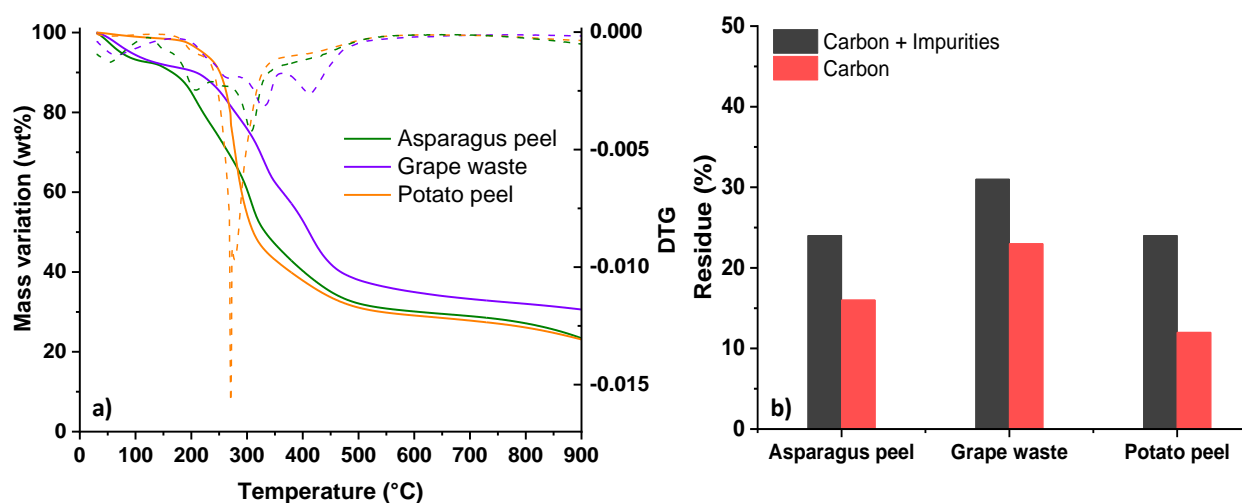 100
80
60
40
20
0
Mass variation (wt%)
0 100 200 300 400 500 600 700 800 900
Temperature (°C)
0.000
-0.005
-0.010
-0.015
DTG
Asparagus peel
Grape waste
Potato peel
a)
50
40
30
20
10
0
Residue (%)
Carbon + Impurities
Carbon
b)
Asparagus peel Grape waste Potato peel